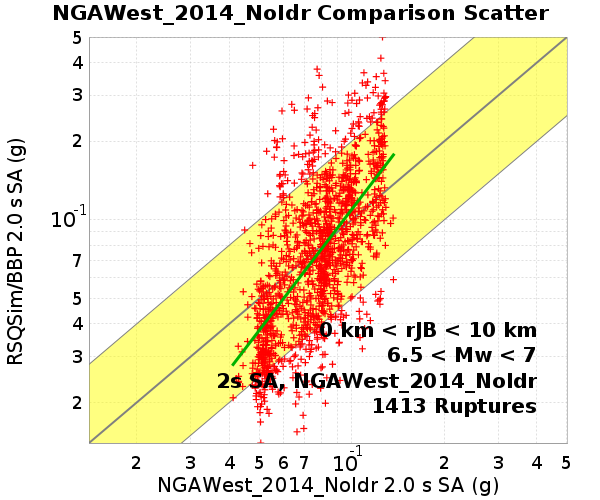 NGAWest_2014_NoIdr Comparison Scatter
RSQSim/BBP 2.0 s SA (g)
5
4
3
2
10-1
7
5
4
3
2
0 km < rJB < 10 km
6.5 < Mw < 7
2s SA, NGAWest_2014_NoIdr
1413 Ruptures
2 3 4 5 6 7 10-1 2 3 4 5
NGAWest_2014_NoIdr 2.0 s SA (g)